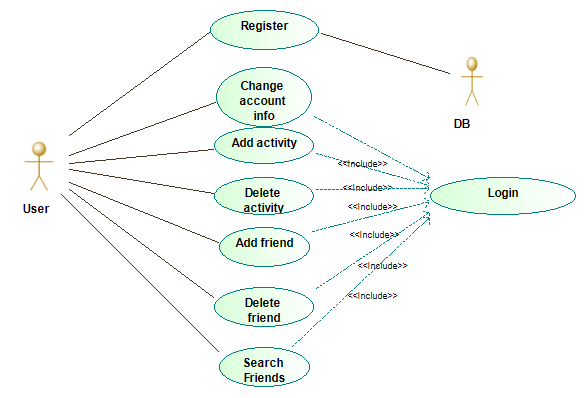 Register
Change
account
info
DB
Add activity
<<Include>>
User
Delete
activity
<<Include>>
Login
<<Include>>
Add friend
<<Include>>
<<Include>>
Delete
friend
<<Include>>
Search
Friends